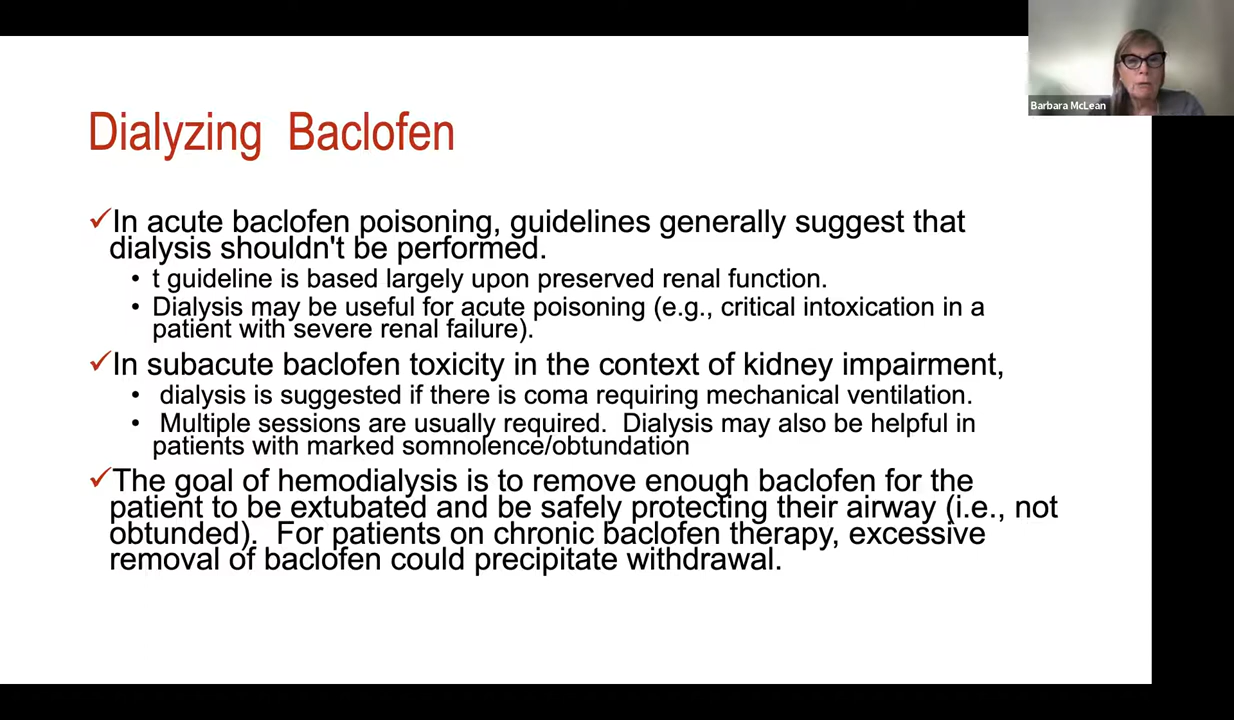 Barbara McLean
Dialyzing Baclofen
✓In acute baclofen poisoning, guidelines generally suggest that
dialysis shouldn't be performed.
• t guideline is based largely upon preserved renal function.
• Dialysis may be useful for acute poisoning (e.g., critical intoxication in a
patient with severe renal failure).
✓In subacute baclofen toxicity in the context of kidney impairment,
• dialysis is suggested if there is coma requiring mechanical ventilation.
• Multiple sessions are usually required. Dialysis may also be helpful in
patients with marked somnolence/obtundation
✓The goal of hemodialysis is to remove enough baclofen for the
patient to be extubated and be safely protecting their airway (i.e., not
obtunded). For patients on chronic baclofen therapy, excessive
removal of baclofen could precipitate withdrawal.